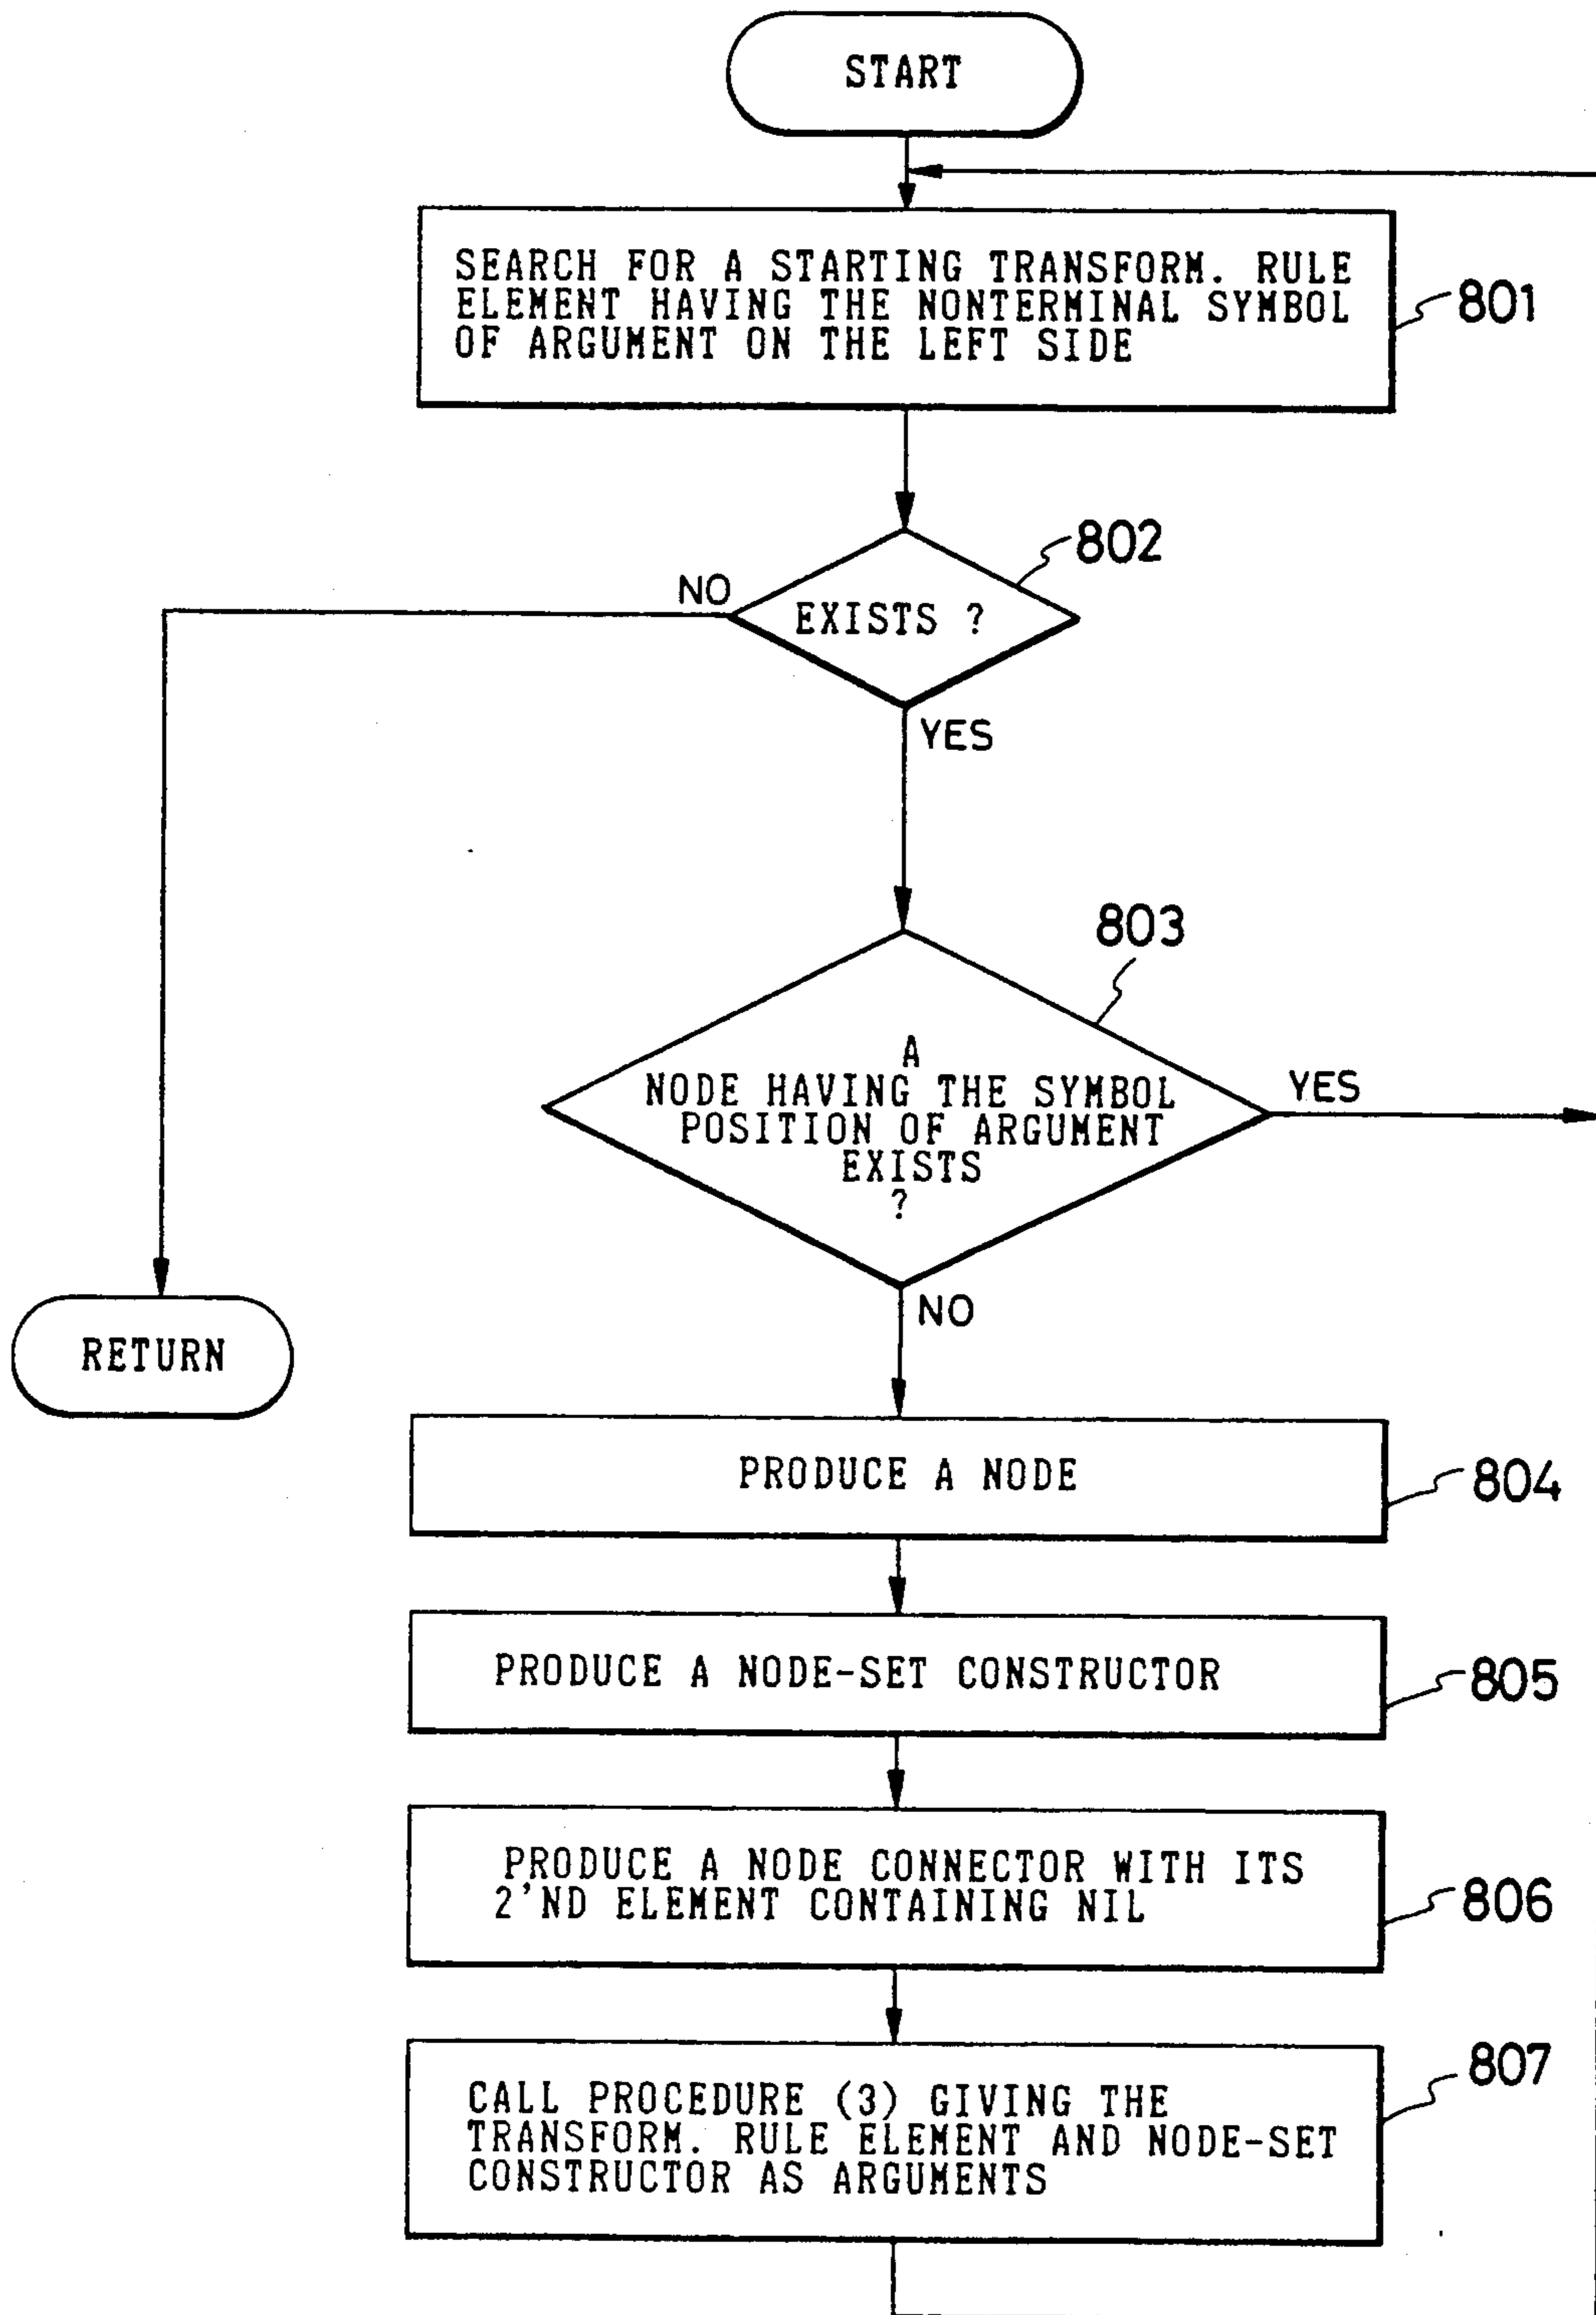 START
SEARCH FOR A STARTING TRANSFORM. RULE
ELEMENT HAVING THE NONTERMINAL SYMBOL
OF ARGUMENT ON THE LEFT SIDE
801
802
NO
EXISTS ?
YES
803
A
NODE HAVING THE SYMBOL
POSITION OF ARGUMENT
EXISTS
?
YES
NO
RETURN
PRODUCE A NODE
804
PRODUCE A NODE-SET CONSTRUCTOR
805
PRODUCE A NODE CONNECTOR WITH ITS
2'ND ELEMENT CONTAINING NIL
806
CALL PROCEDURE (3) GIVING THE
TRANSFORM. RULE ELEMENT AND NODE-SET
CONSTRUCTOR AS ARGUMENTS
807